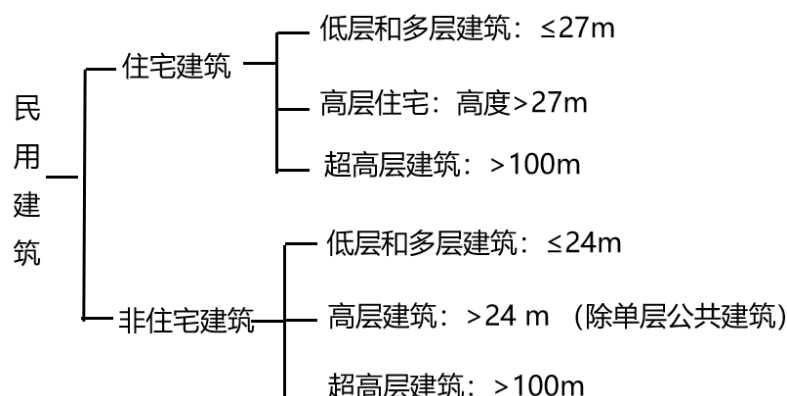 民用建筑
住宅建筑
低层和多层建筑：≤27m
高层住宅：高度>27m
超高层建筑：>100m
非住宅建筑
低层和多层建筑：≤24m
高层建筑：>24 m （除单层公共建筑）
超高层建筑：>100m